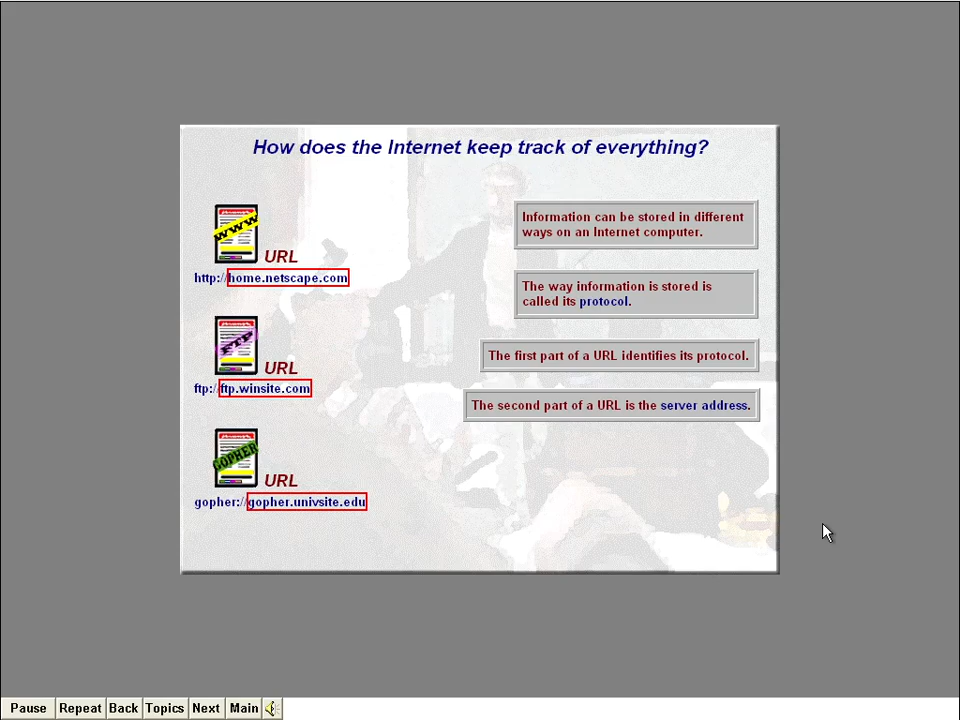 How does the Internet keep track of everything?
WWW
URL
http://home.netscape.com
FTP
URL
ftp://ftp.winsite.com
GOPHER
URL
gopher://gopher.univsite.edu
Information can be stored in different
ways on an Internet computer.
The way information is stored is
called its protocol.
The first part of a URL identifies its protocol.
The second part of a URL is the server address.
Pause Repeat Back Topics Next Main